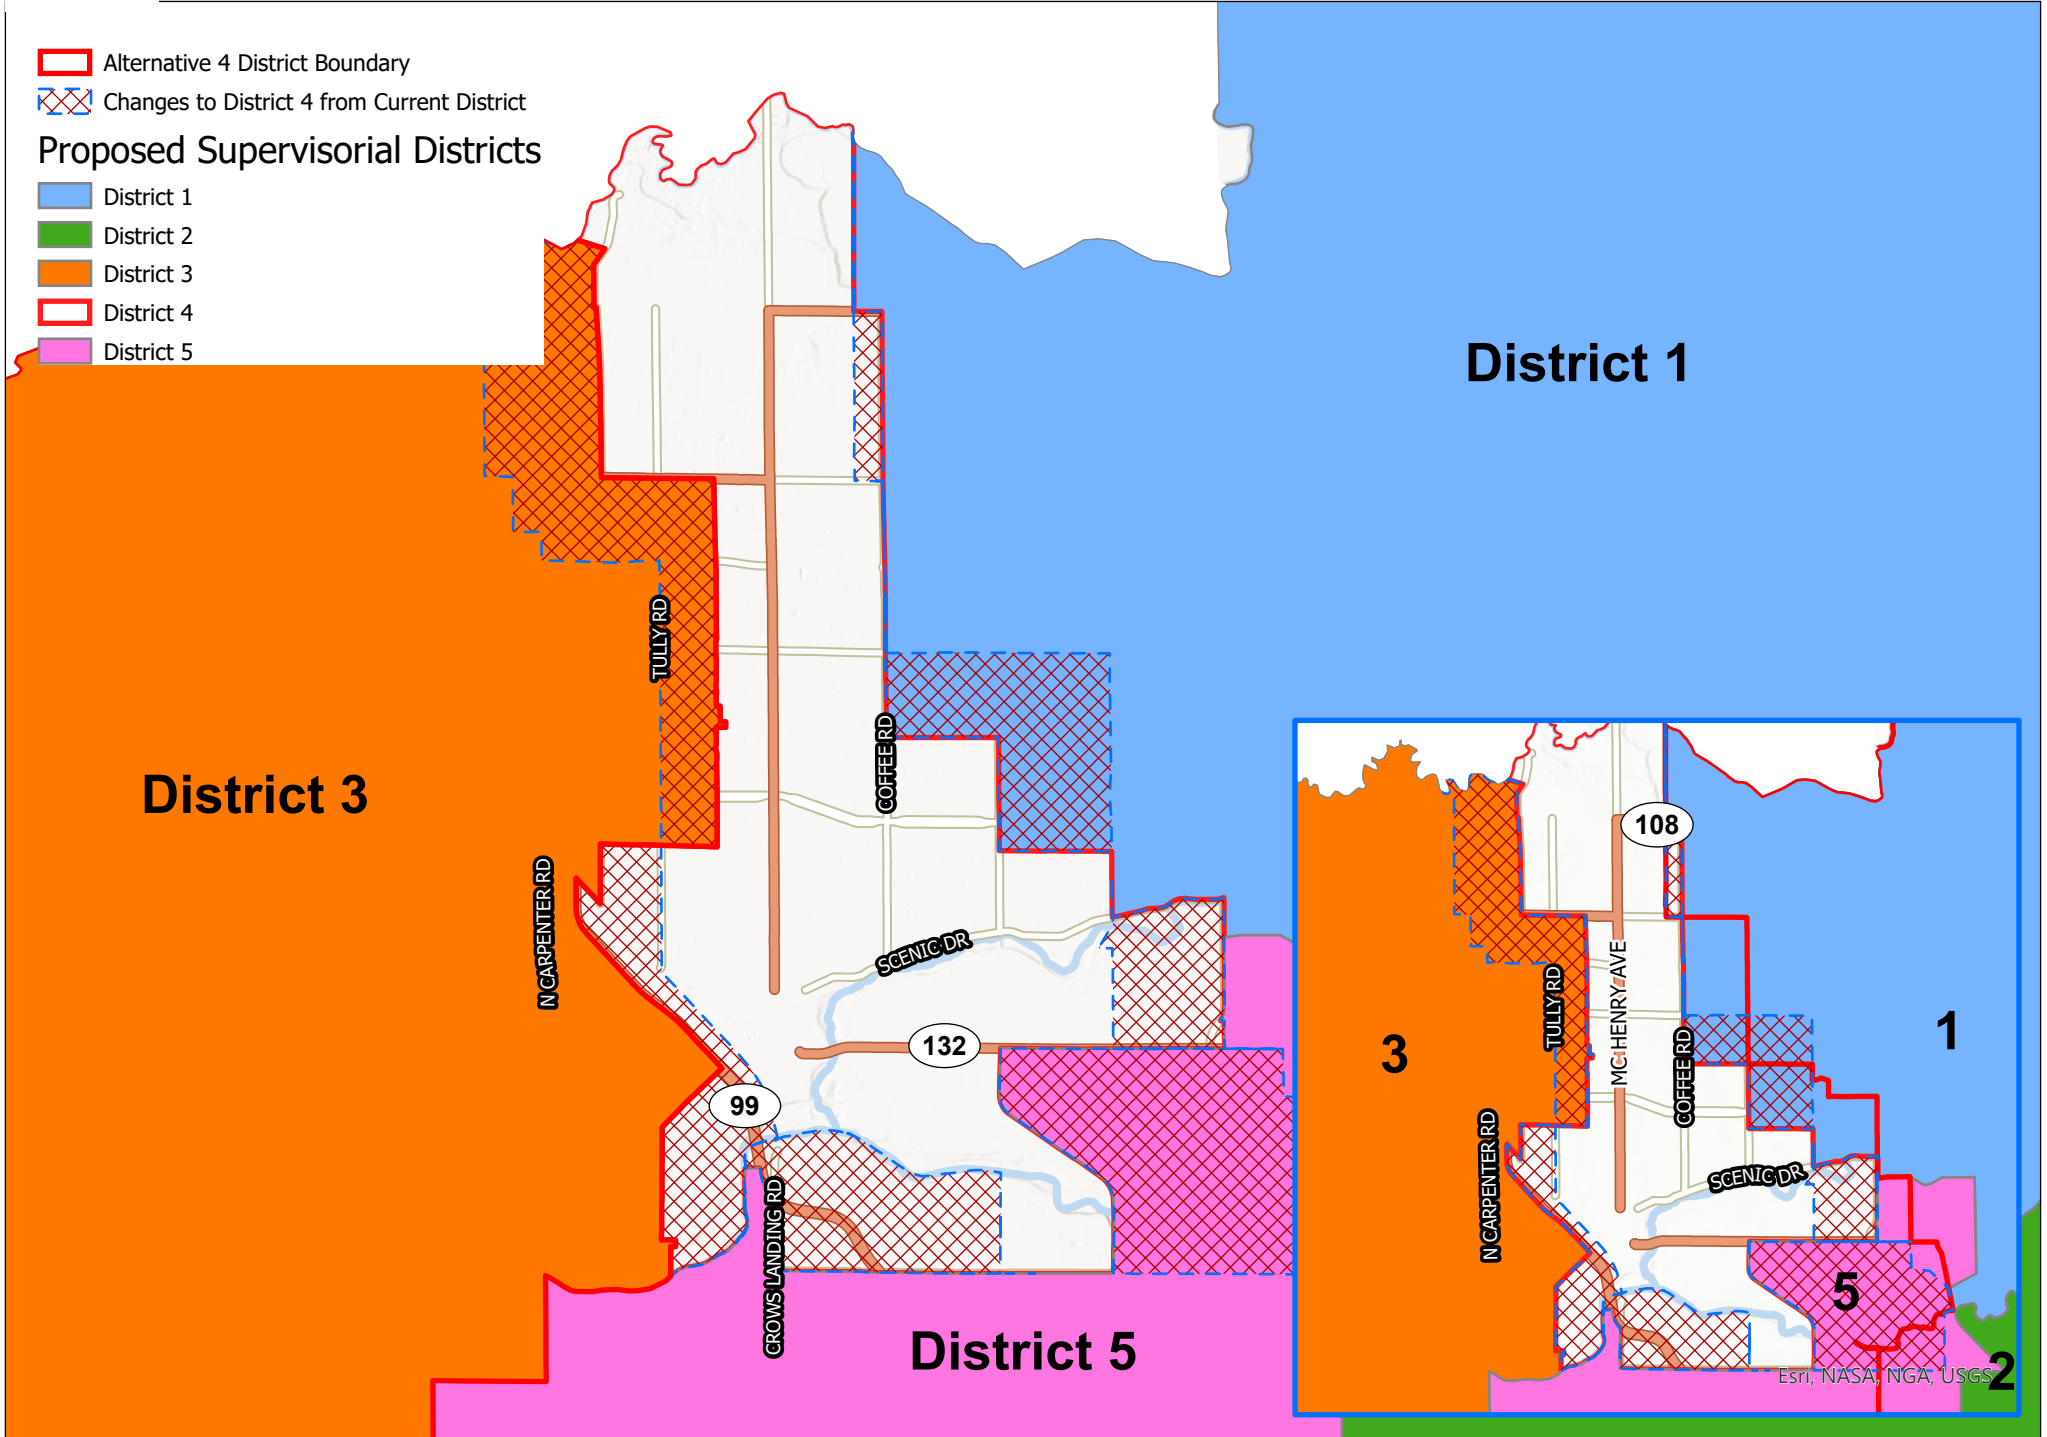 Alternative 4 District Boundary
Changes to District 4 from Current District
Proposed Supervisorial Districts
District 1
District 2
District 3
District 4
District 5
District 1
TULLY RD
COFFEE RD
District 3
N CARPENTER RD
SCENIC DR
132
99
CROWS LANDING RD
District 5
108
MCHENRY AVE
TULLY RD
COFFEE RD
1
3
N CARPENTER RD
SCENIC DR
5
2
Esri, NASA, NGA, USGS